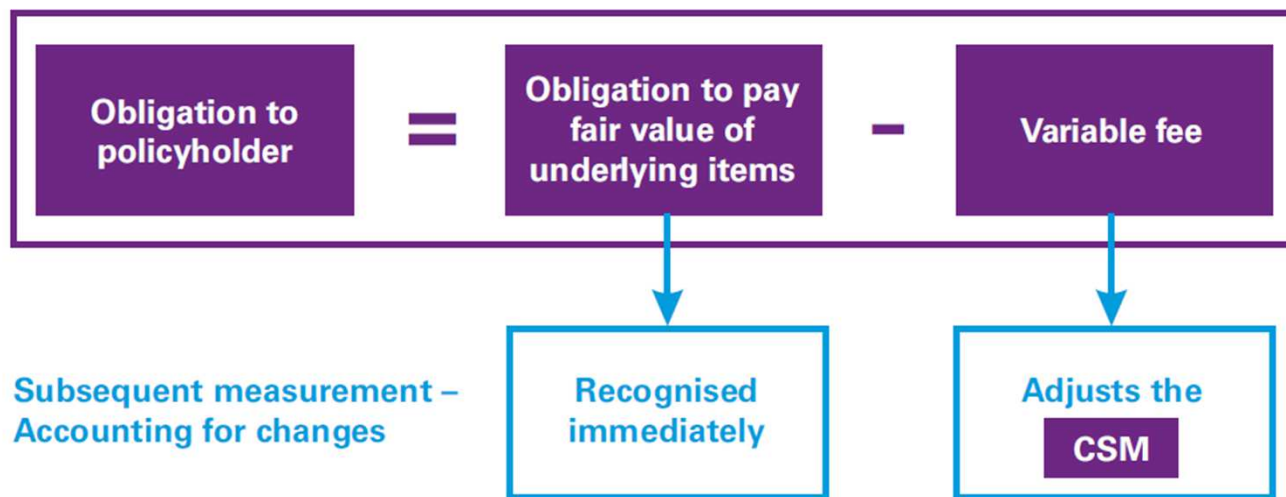 Obligation to
policyholder
=
Obligation to pay
fair value of
underlying items
-
Variable fee
Subsequent measurement –
Accounting for changes
Recognised
immediately
Adjusts the
CSM